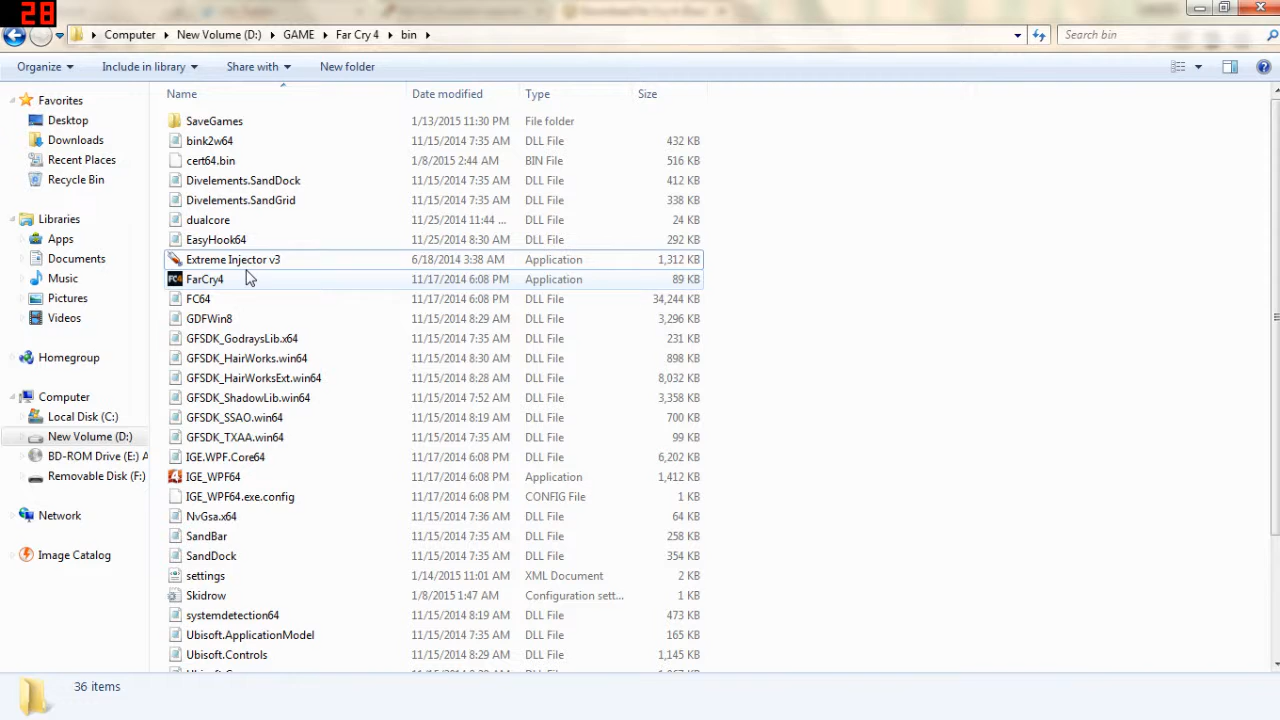 28
Computer ▸ New Volume (D:) ▸ GAME ▸ Far Cry 4 ▸ bin ▸
Search bin
Organize Include in library Share with New folder
Name Date modified Type Size
Favorites
Desktop
Downloads
Recent Places
Recycle Bin
Libraries
Apps
Documents
Music
Pictures
Videos
Homegroup
Computer
Local Disk (C:)
New Volume (D:)
BD-ROM Drive (E:) A
Removable Disk (F:)
Network
Image Catalog
SaveGames 1/13/2015 11:30 PM File folder
bink2w64 11/15/2014 7:35 AM DLL File 432 KB
cert64.bin 1/8/2015 2:44 AM BIN File 516 KB
Divelements.SandDock 11/15/2014 7:35 AM DLL File 412 KB
Divelements.SandGrid 11/15/2014 7:35 AM DLL File 338 KB
dualcore 11/25/2014 11:44 ... DLL File 24 KB
EasyHook64 11/25/2014 8:30 AM DLL File 292 KB
Extreme Injector v3 6/18/2014 3:38 AM Application 1,312 KB
FarCry4 11/17/2014 6:08 PM Application 89 KB
FC64 11/17/2014 6:08 PM DLL File 34,244 KB
GDFWin8 11/15/2014 8:29 AM DLL File 3,296 KB
GFSDK_GodraysLib.x64 11/15/2014 7:35 AM DLL File 231 KB
GFSDK_HairWorks.win64 11/15/2014 8:30 AM DLL File 898 KB
GFSDK_HairWorksExt.win64 11/15/2014 8:28 AM DLL File 8,032 KB
GFSDK_ShadowLib.win64 11/15/2014 7:52 AM DLL File 3,358 KB
GFSDK_SSAO.win64 11/15/2014 8:19 AM DLL File 700 KB
GFSDK_TXAA.win64 11/15/2014 7:35 AM DLL File 99 KB
IGE.WPF.Core64 11/17/2014 6:08 PM DLL File 6,202 KB
IGE_WPF64 11/17/2014 6:08 PM Application 1,412 KB
IGE_WPF64.exe.config 11/17/2014 6:08 PM CONFIG File 1 KB
NvGsa.x64 11/15/2014 7:36 AM DLL File 64 KB
SandBar 11/15/2014 7:35 AM DLL File 258 KB
SandDock 11/15/2014 7:35 AM DLL File 354 KB
settings 1/14/2015 11:01 AM XML Document 2 KB
Skidrow 1/8/2015 1:47 AM Configuration sett... 1 KB
systemdetection64 11/15/2014 8:19 AM DLL File 473 KB
Ubisoft.ApplicationModel 11/15/2014 7:35 AM DLL File 165 KB
Ubisoft.Controls 11/15/2014 8:29 AM DLL File 1,145 KB
36 items